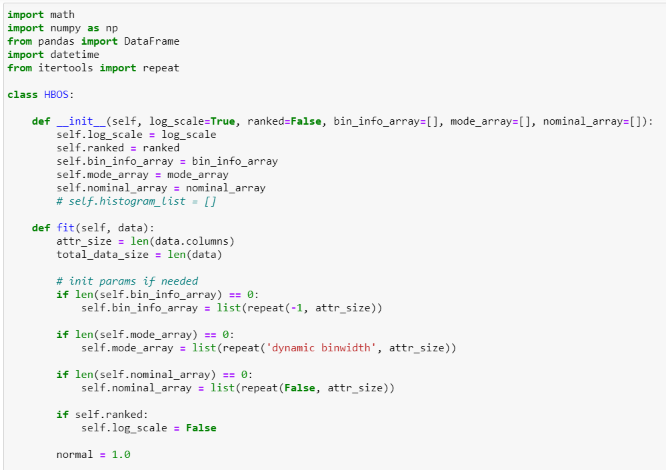 import math
import numpy as np
from pandas import DataFrame
import datetime
from itertools import repeat
class HBOS:
def __init__(self, log_scale=True, ranked=False, bin_info_array=[], mode_array=[], nominal_array=[]):
self.log_scale = log_scale
self.ranked = ranked
self.bin_info_array = bin_info_array
self.mode_array = mode_array
self.nominal_array = nominal_array
# self.histogram_list = []
def fit(self, data):
attr_size = len(data.columns)
total_data_size = len(data)
# init params if needed
if len(self.bin_info_array) == 0:
self.bin_info_array = list(repeat(-1, attr_size))
if len(self.mode_array) == 0:
self.mode_array = list(repeat('dynamic binwidth', attr_size))
if len(self.nominal_array) == 0:
self.nominal_array = list(repeat(False, attr_size))
if self.ranked:
self.log_scale = False
normal = 1.0